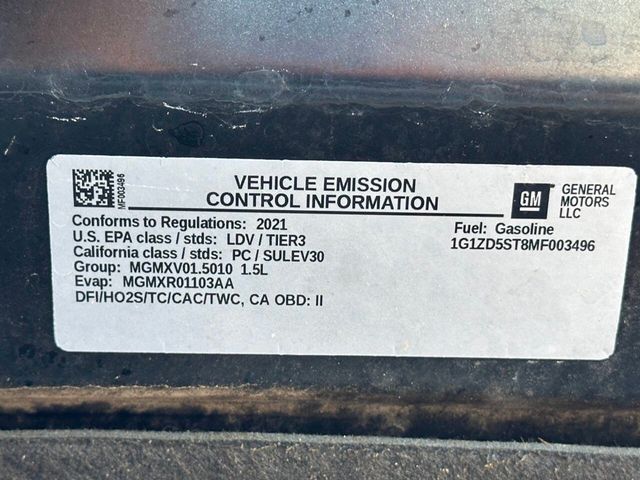 MF003496
VEHICLE EMISSION
CONTROL INFORMATION
GM
GENERAL
MOTORS
LLC
Conforms to Regulations: 2021
U.S. EPA class / stds: LDV / TIER3
California class / stds: PC / SULEV30
Group: MGMXV01.5010 1.5L
Evap: MGMXR01103AA
DFI/HO2S/TC/CAC/TWC, CA OBD: II
Fuel: Gasoline
1G1ZD5ST8MF003496